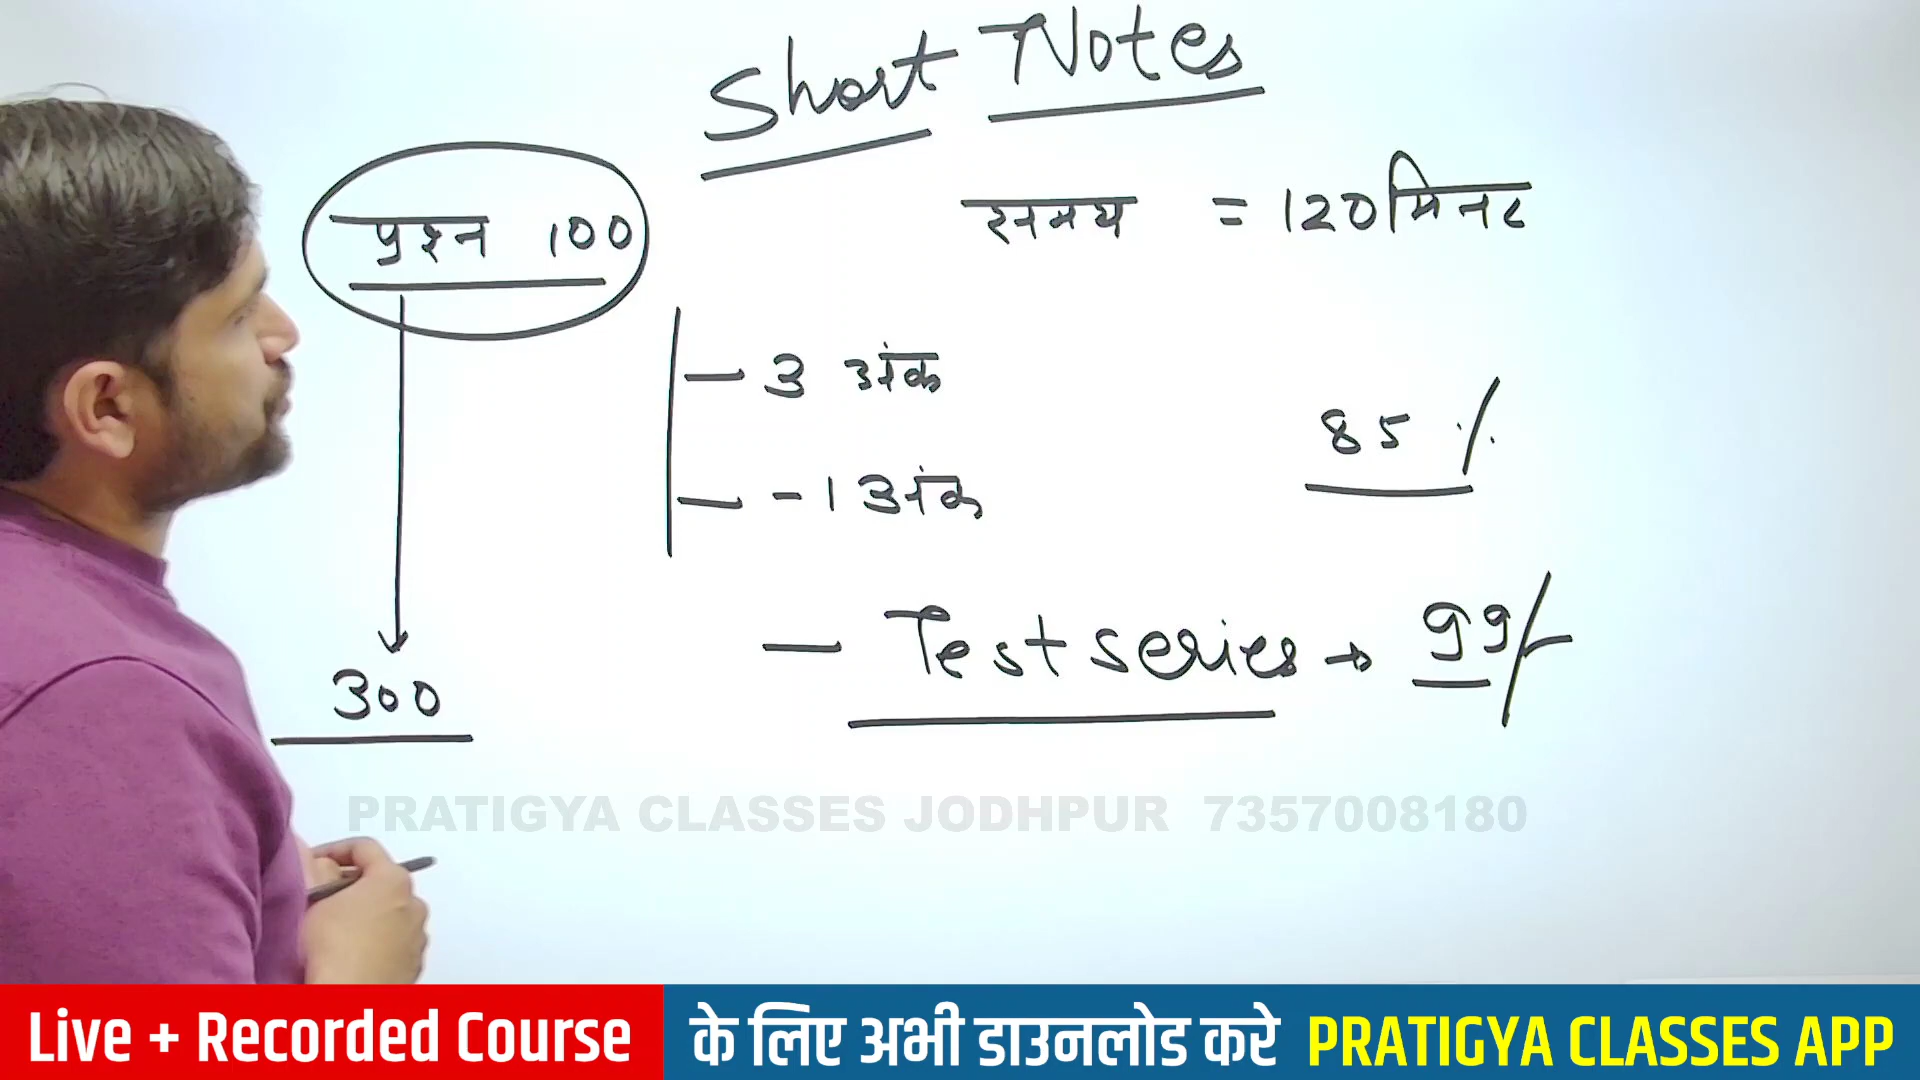 Short Notes
प्रश्न 100
समय = 120 मिनट
- 3 अंक
85 %
- -1 अंक
300
- Test series → 99%
PRATIGYA CLASSES JODHPUR 7357008180
Live + Recorded Course के लिए अभी डाउनलोड करे PRATIGYA CLASSES APP